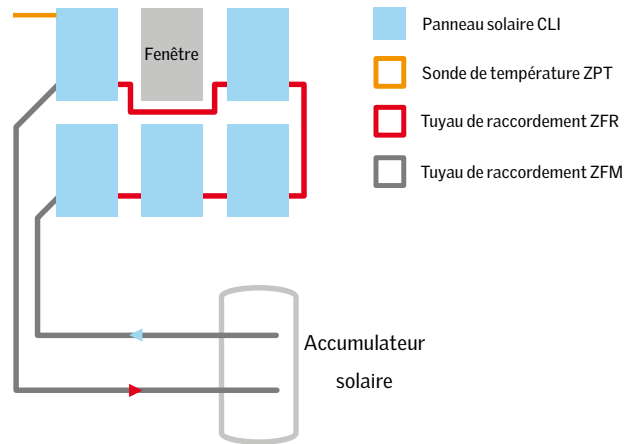 Fenêtre
Panneau solaire CLI
Sonde de température ZPT
Tuyau de raccordement ZFR
Tuyau de raccordement ZFM
Accumulateur
solaire